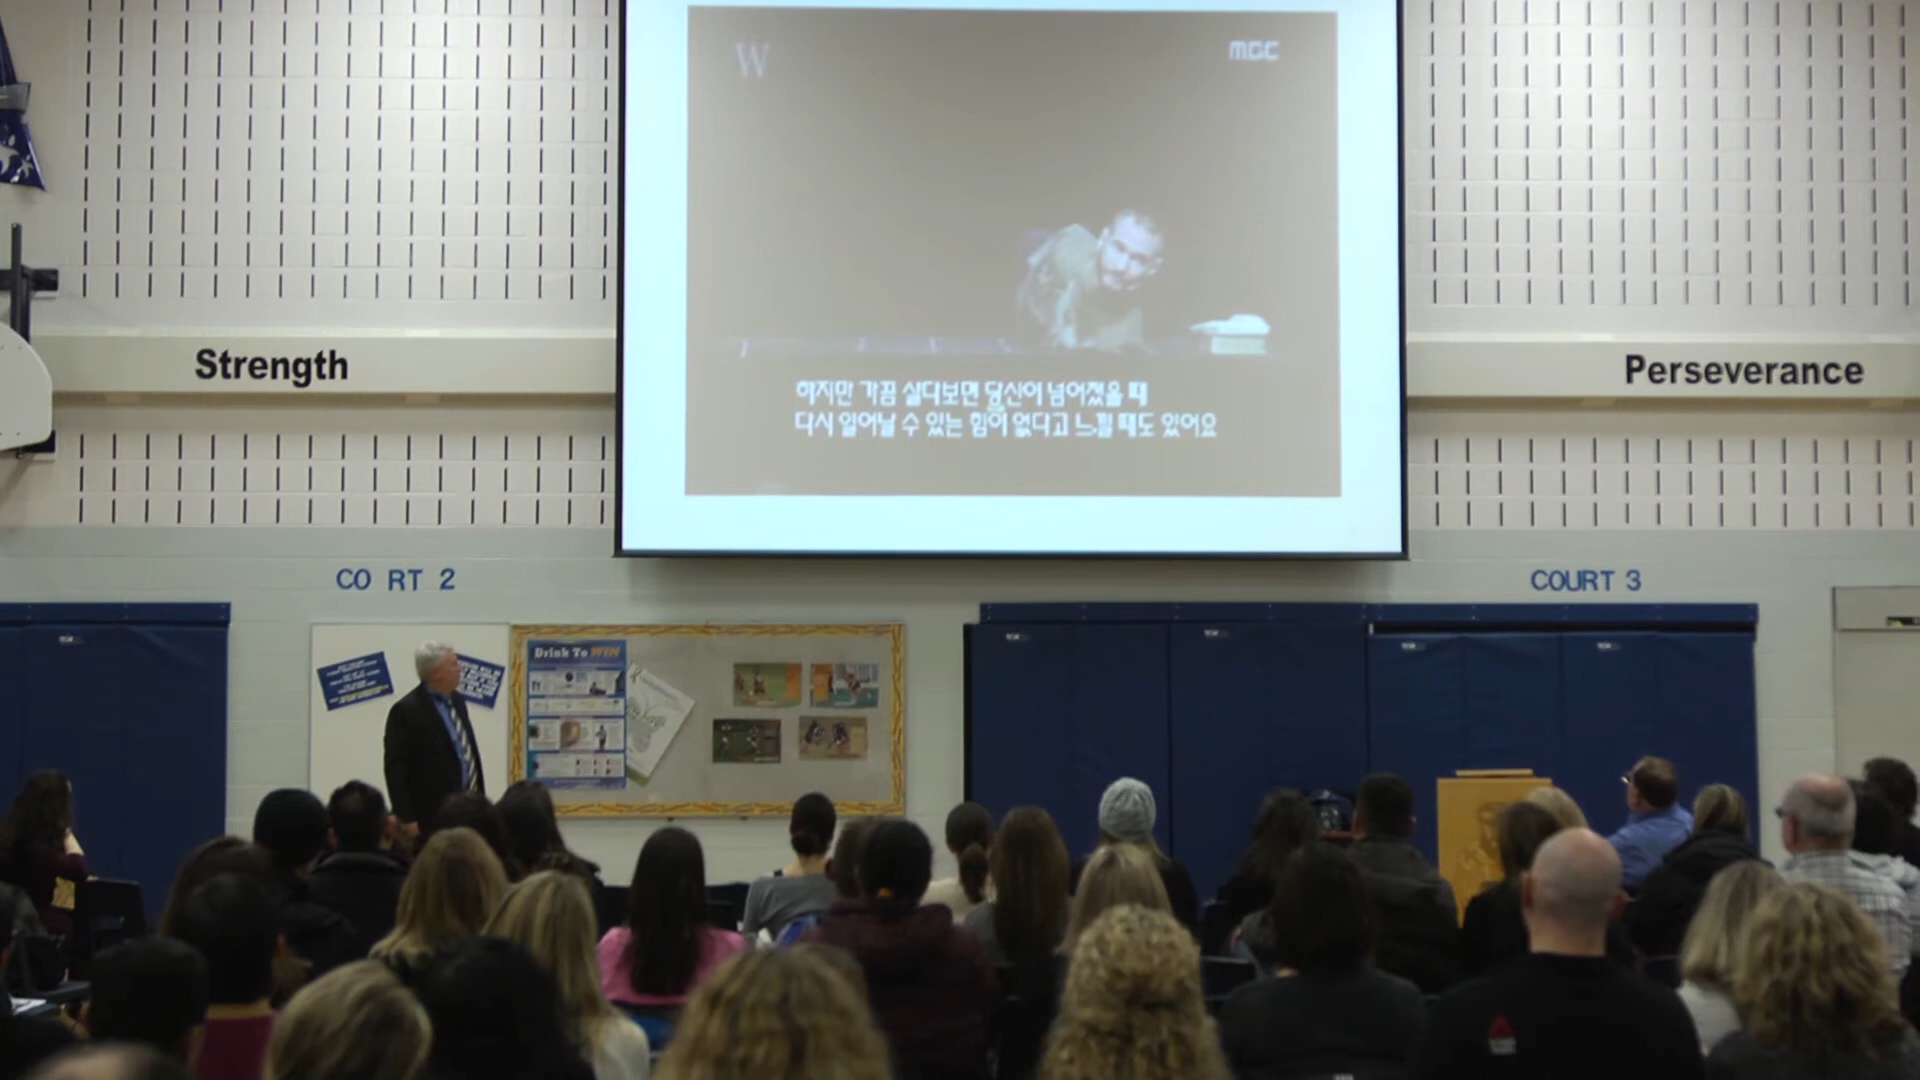 W
MBC
Strength
Perseverance
하지만 가끔 살다보면 당신이 넘어졌을 때
다시 일어날 수 있는 힘이 없다고 느낄 때도 있어요
CO RT 2
COURT 3
Drink To WIN